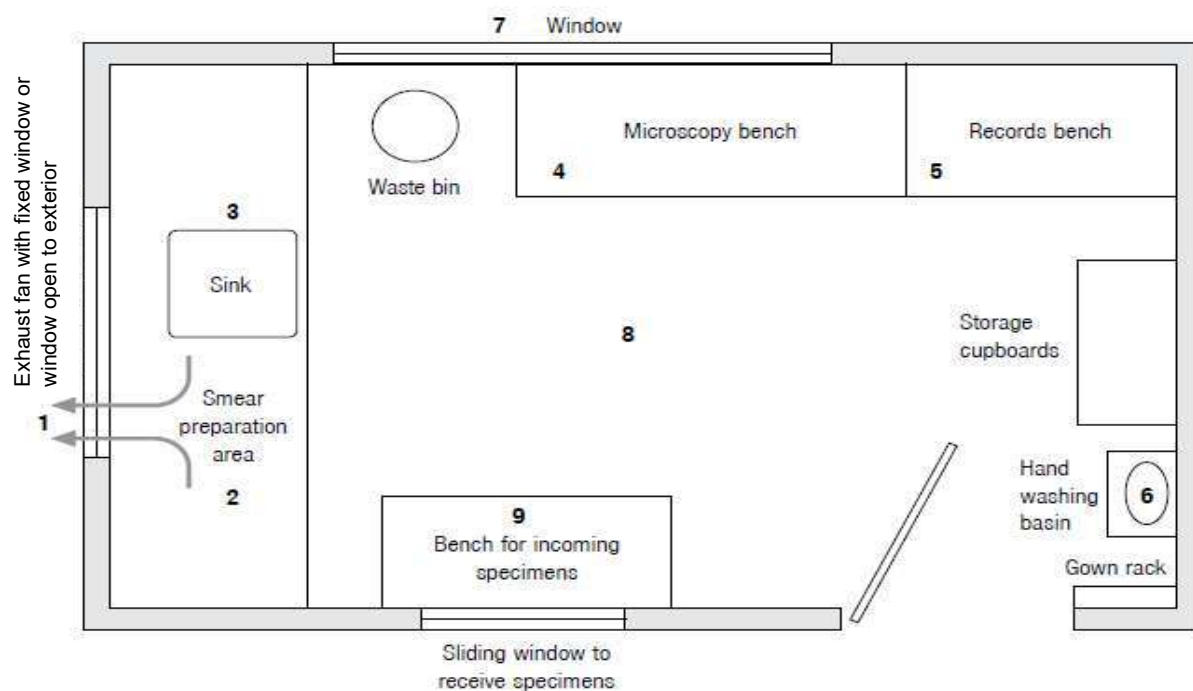 7 Window
Exhaust fan with fixed window or
window open to exterior
Microscopy bench
Records bench
4
5
Waste bin
3
Sink
8
Storage
cupboards
1
Smear
preparation
area
2
Hand
washing
basin
6
9
Bench for incoming
specimens
Gown rack
Sliding window to
receive specimens